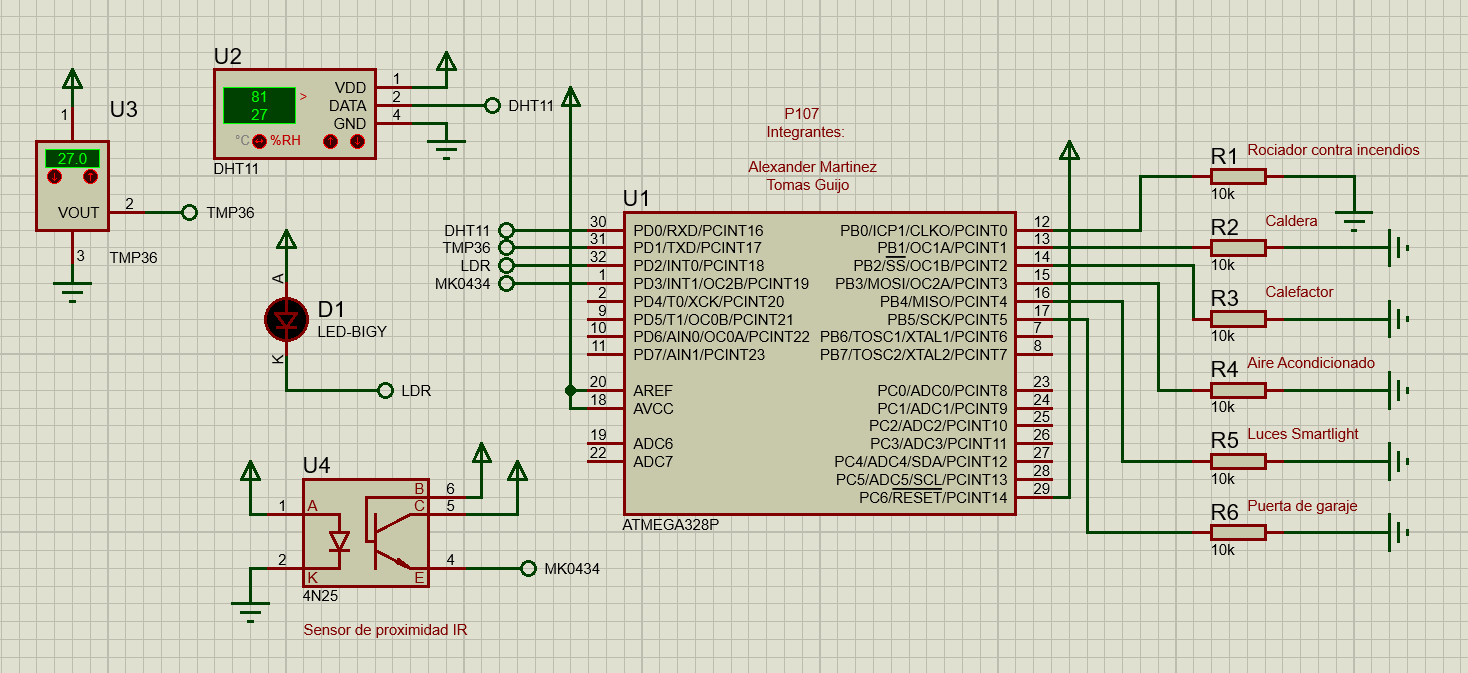 U3
1
27.0
VOUT
2
TMP36
3
TMP36
U2
81
27
>
°C
%RH
VDD
DATA
GND
1
2
4
DHT11
DHT11
A
D1
LED-BIGY
K
LDR
U4
1
A
2
K
B
6
C
5
E
4
MK0434
4N25
Sensor de proximidad IR
P107
Integrantes:
Alexander Martinez
Tomas Guijo
U1
DHT11
30
PD0/RXD/PCINT16
TMP36
31
PD1/TXD/PCINT17
LDR
32
PD2/INT0/PCINT18
MK0434
1
PD3/INT1/OC2B/PCINT19
2
PD4/T0/XCK/PCINT20
9
PD5/T1/OC0B/PCINT21
10
PD6/AIN0/OC0A/PCINT22
11
PD7/AIN1/PCINT23
20
AREF
18
AVCC
19
ADC6
22
ADC7
PB0/ICP1/CLKO/PCINT0
12
PB1/OC1A/PCINT1
13
PB2/SS/OC1B/PCINT2
14
PB3/MOSI/OC2A/PCINT3
15
PB4/MISO/PCINT4
16
PB5/SCK/PCINT5
17
PB6/TOSC1/XTAL1/PCINT6
7
PB7/TOSC2/XTAL2/PCINT7
8
PC0/ADC0/PCINT8
23
PC1/ADC1/PCINT9
24
PC2/ADC2/PCINT10
25
PC3/ADC3/PCINT11
26
PC4/ADC4/SDA/PCINT12
27
PC5/ADC5/SCL/PCINT13
28
PC6/RESET/PCINT14
29
ATMEGA328P
R1
Rociador contra incendios
10k
R2
Caldera
10k
R3
Calefactor
10k
R4
Aire Acondicionado
10k
R5
Luces Smartlight
10k
R6
Puerta de garaje
10k